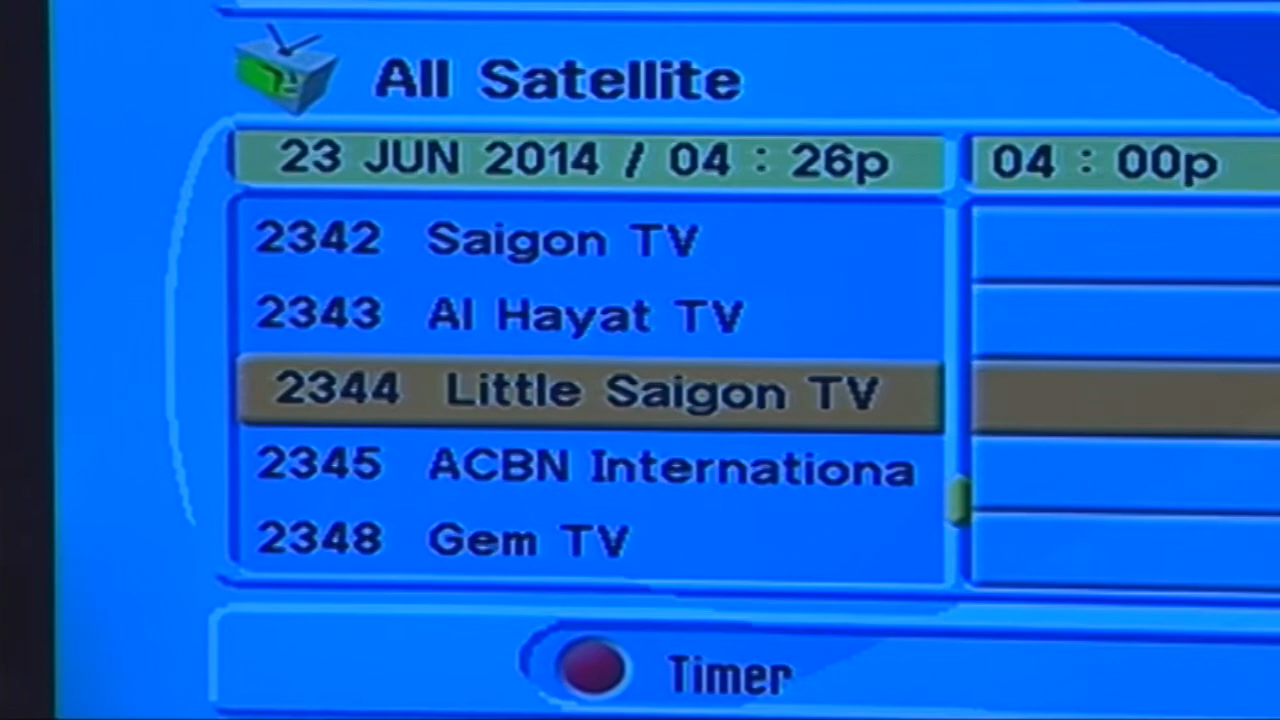 All Satellite
23 JUN 2014 / 04 : 26p 04 : 00p
2342 Saigon TV
2343 Al Hayat TV
2344 Little Saigon TV
2345 ACBN Internationa
2348 Gem TV
Timer